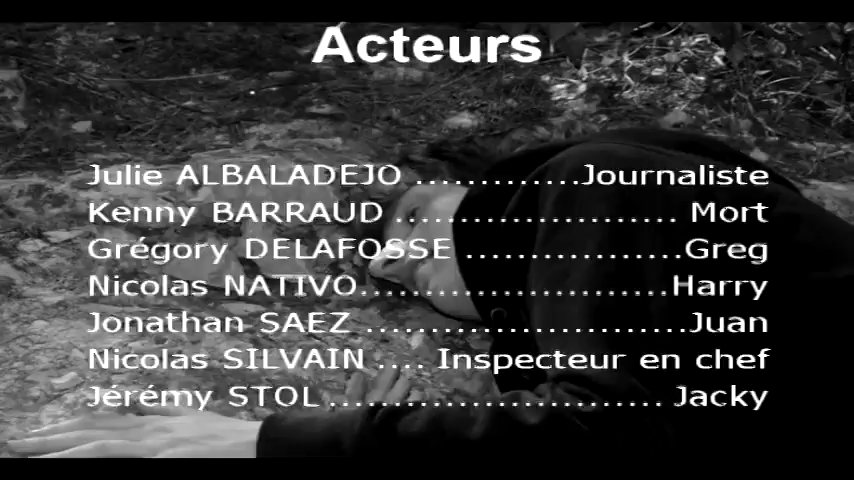 Acteurs
Julie ALBALADEJO .............Journaliste
Kenny BARRAUD ...................... Mort
Grégory DELAFOSSE .................Greg
Nicolas NATIVO........................Harry
Jonathan SAEZ .........................Juan
Nicolas SILVAIN .... Inspecteur en chef
Jérémy STOL .......................... Jacky